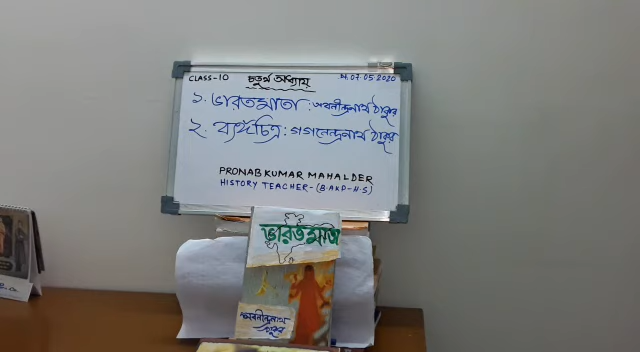 CLASS-10 চতুর্থ অধ্যায় 07.05.2020
১. ভারতমাতা : অবনীন্দ্রনাথ ঠাকুর
২. ব্যঙ্গচিত্র : গগনেন্দ্রনাথ ঠাকুর
PRONAB KUMAR MAHALDER
HISTORY TEACHER-(B.A.K.P-H.S)
ভারতমাতা
অবনীন্দ্রনাথ
ঠাকুর